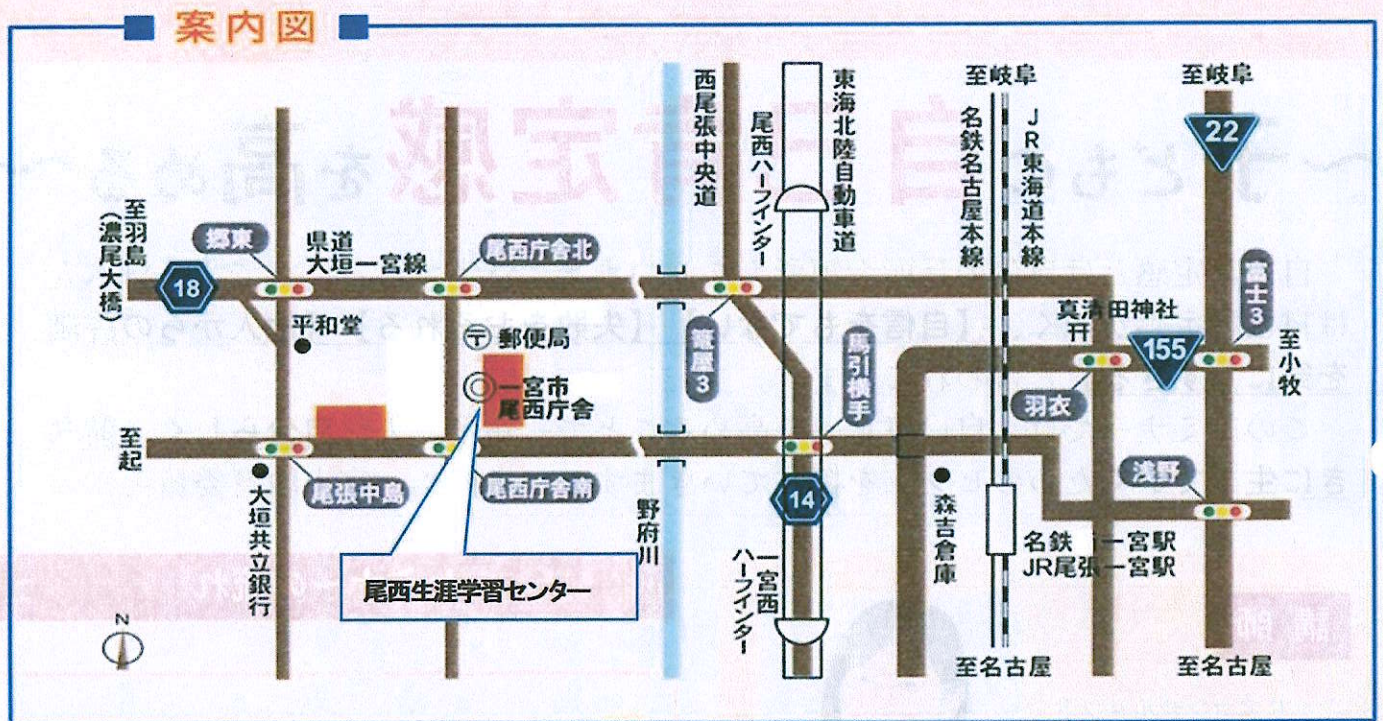 案内図
至岐阜
至岐阜
西尾張中央道
尾西ハーフインター
東海北陸自動車道
名鉄名古屋本線
JR東海道本線
22
至羽島
(濃尾大橋)
18
郷東
県道
大垣一宮線
尾西庁舎北
富士3
平和堂
〒郵便局
真清田神社
155
至小牧
一宮市
尾西庁舎
馬引横手
羽衣
至起
尾張中島
尾西庁舎南
浅野
大垣共立銀行
野府川
14
森吉倉庫
尾西生涯学習センター
一宮西
ハーフインター
名鉄 一宮駅
JR尾張一宮駅
N
至名古屋
至名古屋